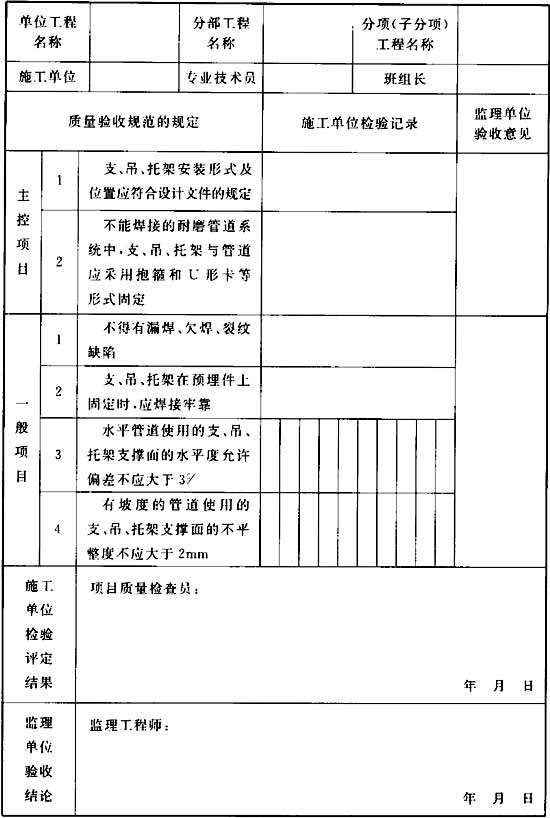 单位工程 分部工程 分项(子分项)
名称 名称 工程名称
施工单位 专业技术员 班组长
质量验收规范的规定 施工单位检验记录 监理单位
验收意见
主控项目
1 支、吊、托架安装形式及
位置应符合设计文件的规定
2 不能焊接的耐磨管道系
统中,支、吊、托架与管道
应采用抱箍和U形卡等
形式固定
一般项目
1 不得有漏焊、欠焊、裂纹
缺陷
2 支、吊、托架在预埋件上
固定时,应焊接牢靠
3 水平管道使用的支、吊、
托架支撑面的水平度允许
偏差不应大于
4 有坡度的管道使用的
支、吊、托架支撑面的不平
整度不应大于2mm
施工
单位
检验
评定
结果
项目质量检查员:
年 月 日
监理
单位
验收
结论
监理工程师:
年 月 日